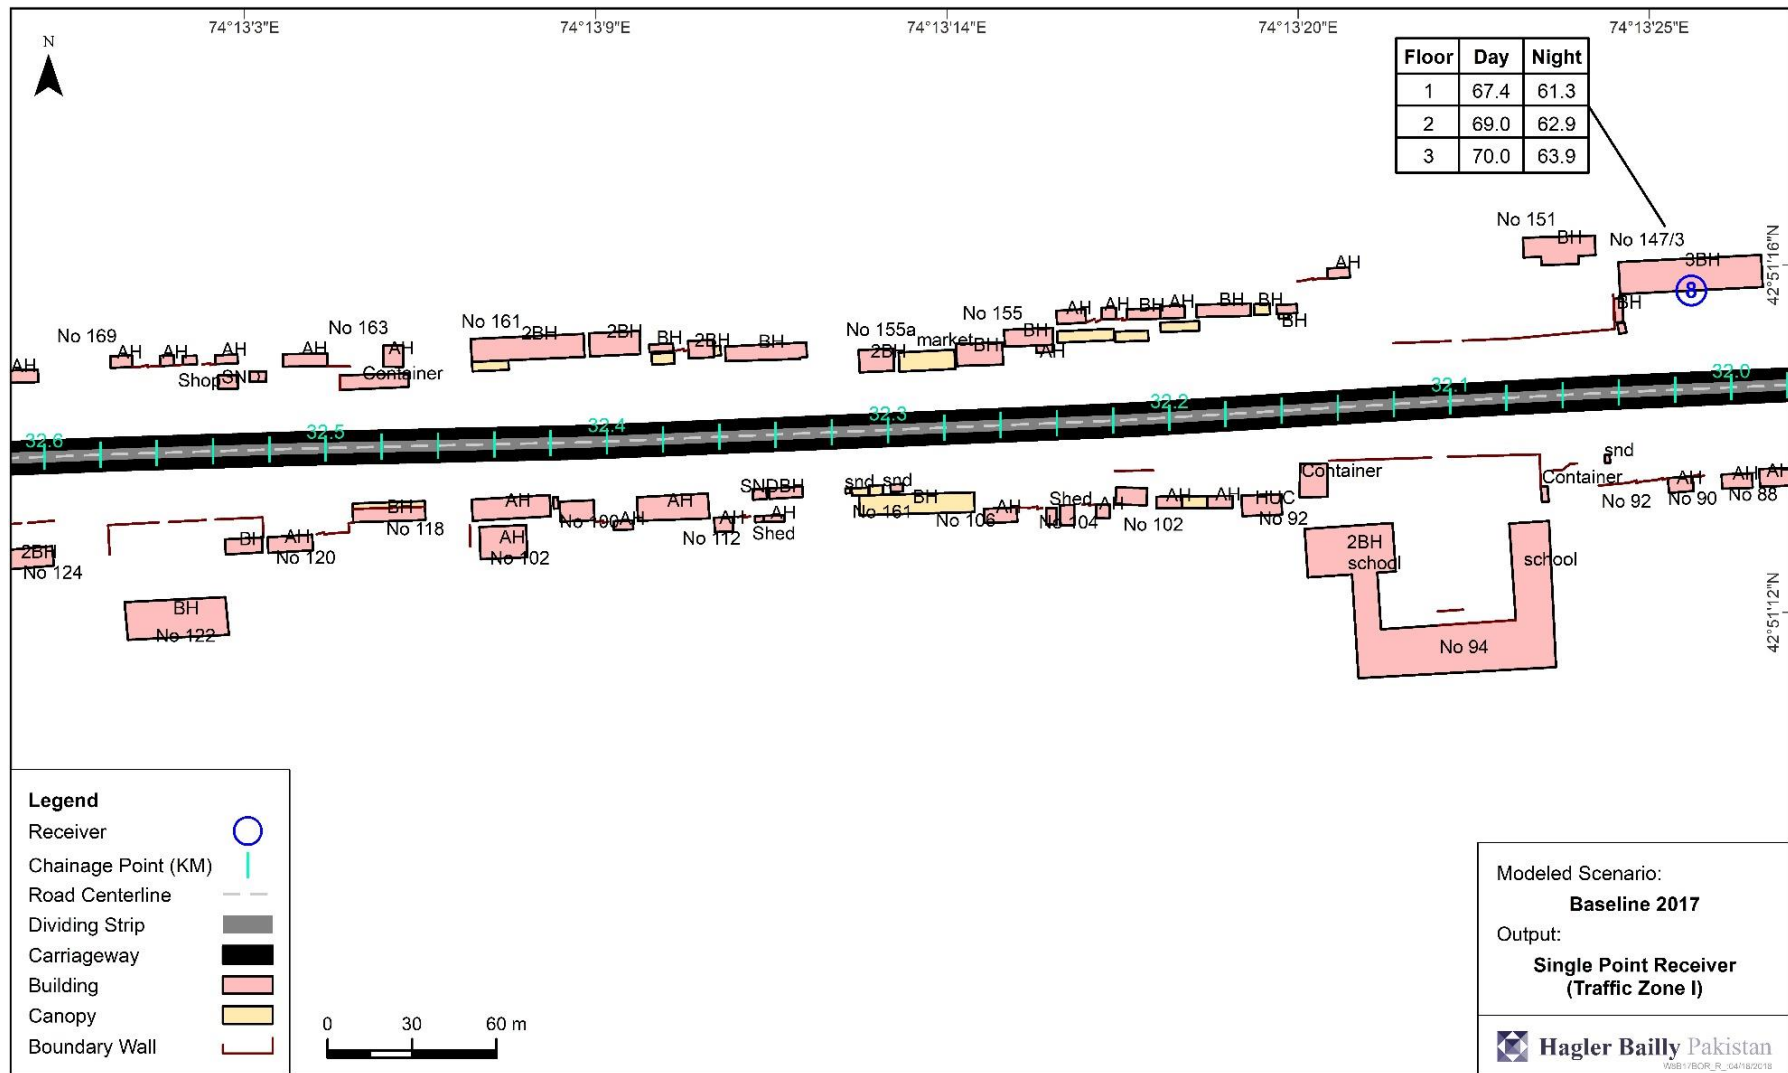 74°13'3"E 74°13'9"E 74°13'14"E 74°13'20"E 74°13'25"E
N
Floor Day Night
1 67.4 61.3
2 69.0 62.9
3 70.0 63.9
42°51'16"N
42°51'12"N
No 151
BH
No 147/3
3BH
8
BH
AH
No 169
AH
AH
AH
AH
Shop
SN
No 163
AH
AH
Container
No 161
2BH
2BH
BH
2BH
BH
No 155a
2BH
market
BH
No 155
BH
AH
AH
AH
BH
AH
BH
BH
BH
32.6 32.5 32.4 32.3 32.2 32.1 32.0
2BH
No 124
BH
No 122
AH
No 120
BH
No 118
AH
AH
No 102
No 100
AH
AH
AH
No 112
SND
BH
AH
Shed
snd
snd
BH
No 161
No 106
AH
Shed
No 104
AH
No 102
AH
AH
HUC
No 92
Container
2BH
school
school
No 94
Container
snd
No 92
AH
No 90
AH
No 88
Legend
Receiver
Chainage Point (KM)
Road Centerline
Dividing Strip
Carriageway
Building
Canopy
Boundary Wall
0 30 60 m
Modeled Scenario:
Baseline 2017
Output:
Single Point Receiver
(Traffic Zone I)
Hagler Bailly Pakistan